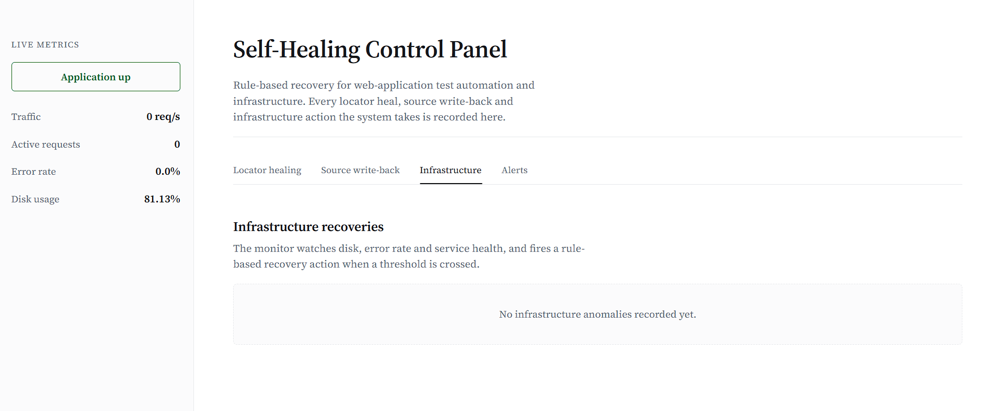 LIVE METRICS
Application up
Traffic 0 req/s
Active requests 0
Error rate 0.0%
Disk usage 81.13%
Self-Healing Control Panel
Rule-based recovery for web-application test automation and
infrastructure. Every locator heal, source write-back and
infrastructure action the system takes is recorded here.
Locator healing Source write-back Infrastructure Alerts
Infrastructure recoveries
The monitor watches disk, error rate and service health, and fires a rule-
based recovery action when a threshold is crossed.
No infrastructure anomalies recorded yet.